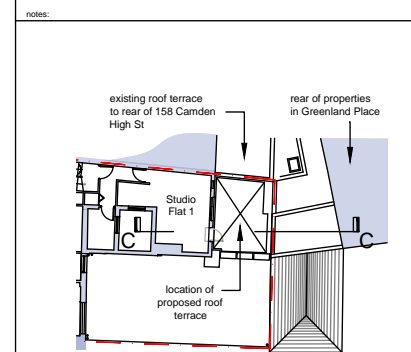 notes:
existing roof terrace
to rear of 158 Camden
High St
rear of properties
in Greenland Place
Studio
Flat 1
C
C
location of
proposed roof
terrace